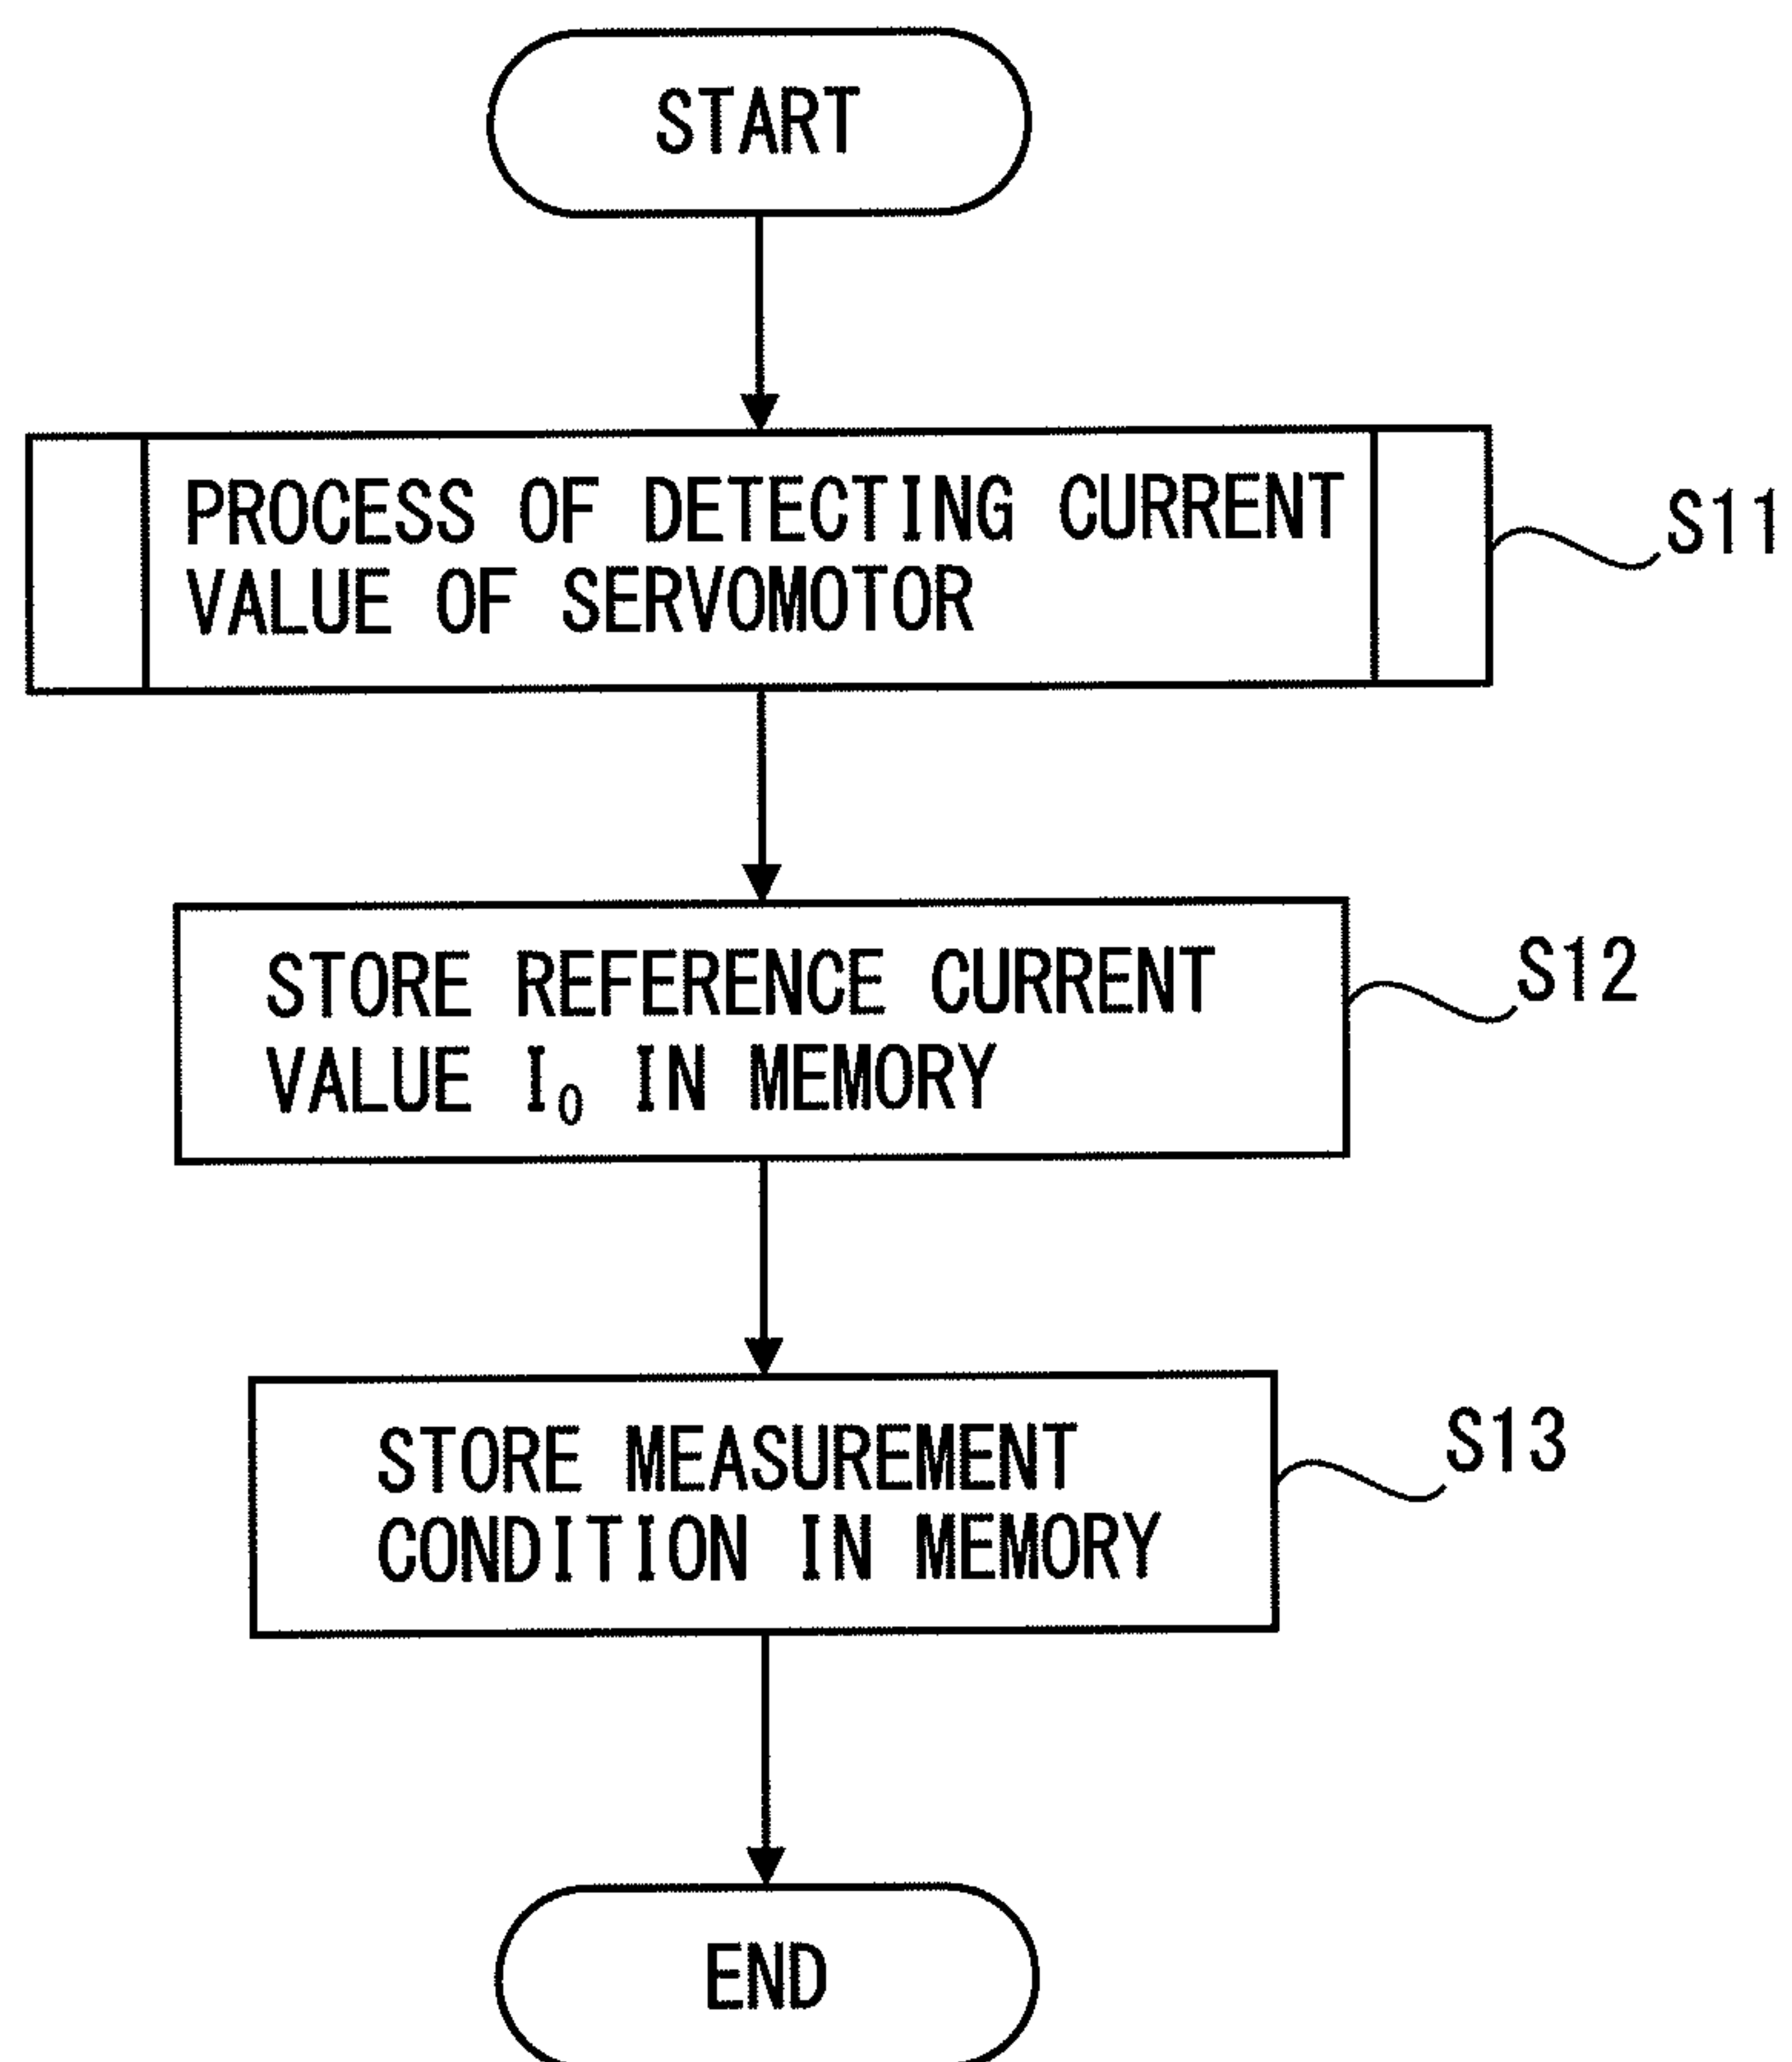 START
PROCESS OF DETECTING CURRENT
VALUE OF SERVOMOTOR
S11
STORE REFERENCE CURRENT
VALUE I₀ IN MEMORY
S12
STORE MEASUREMENT
CONDITION IN MEMORY
S13
END